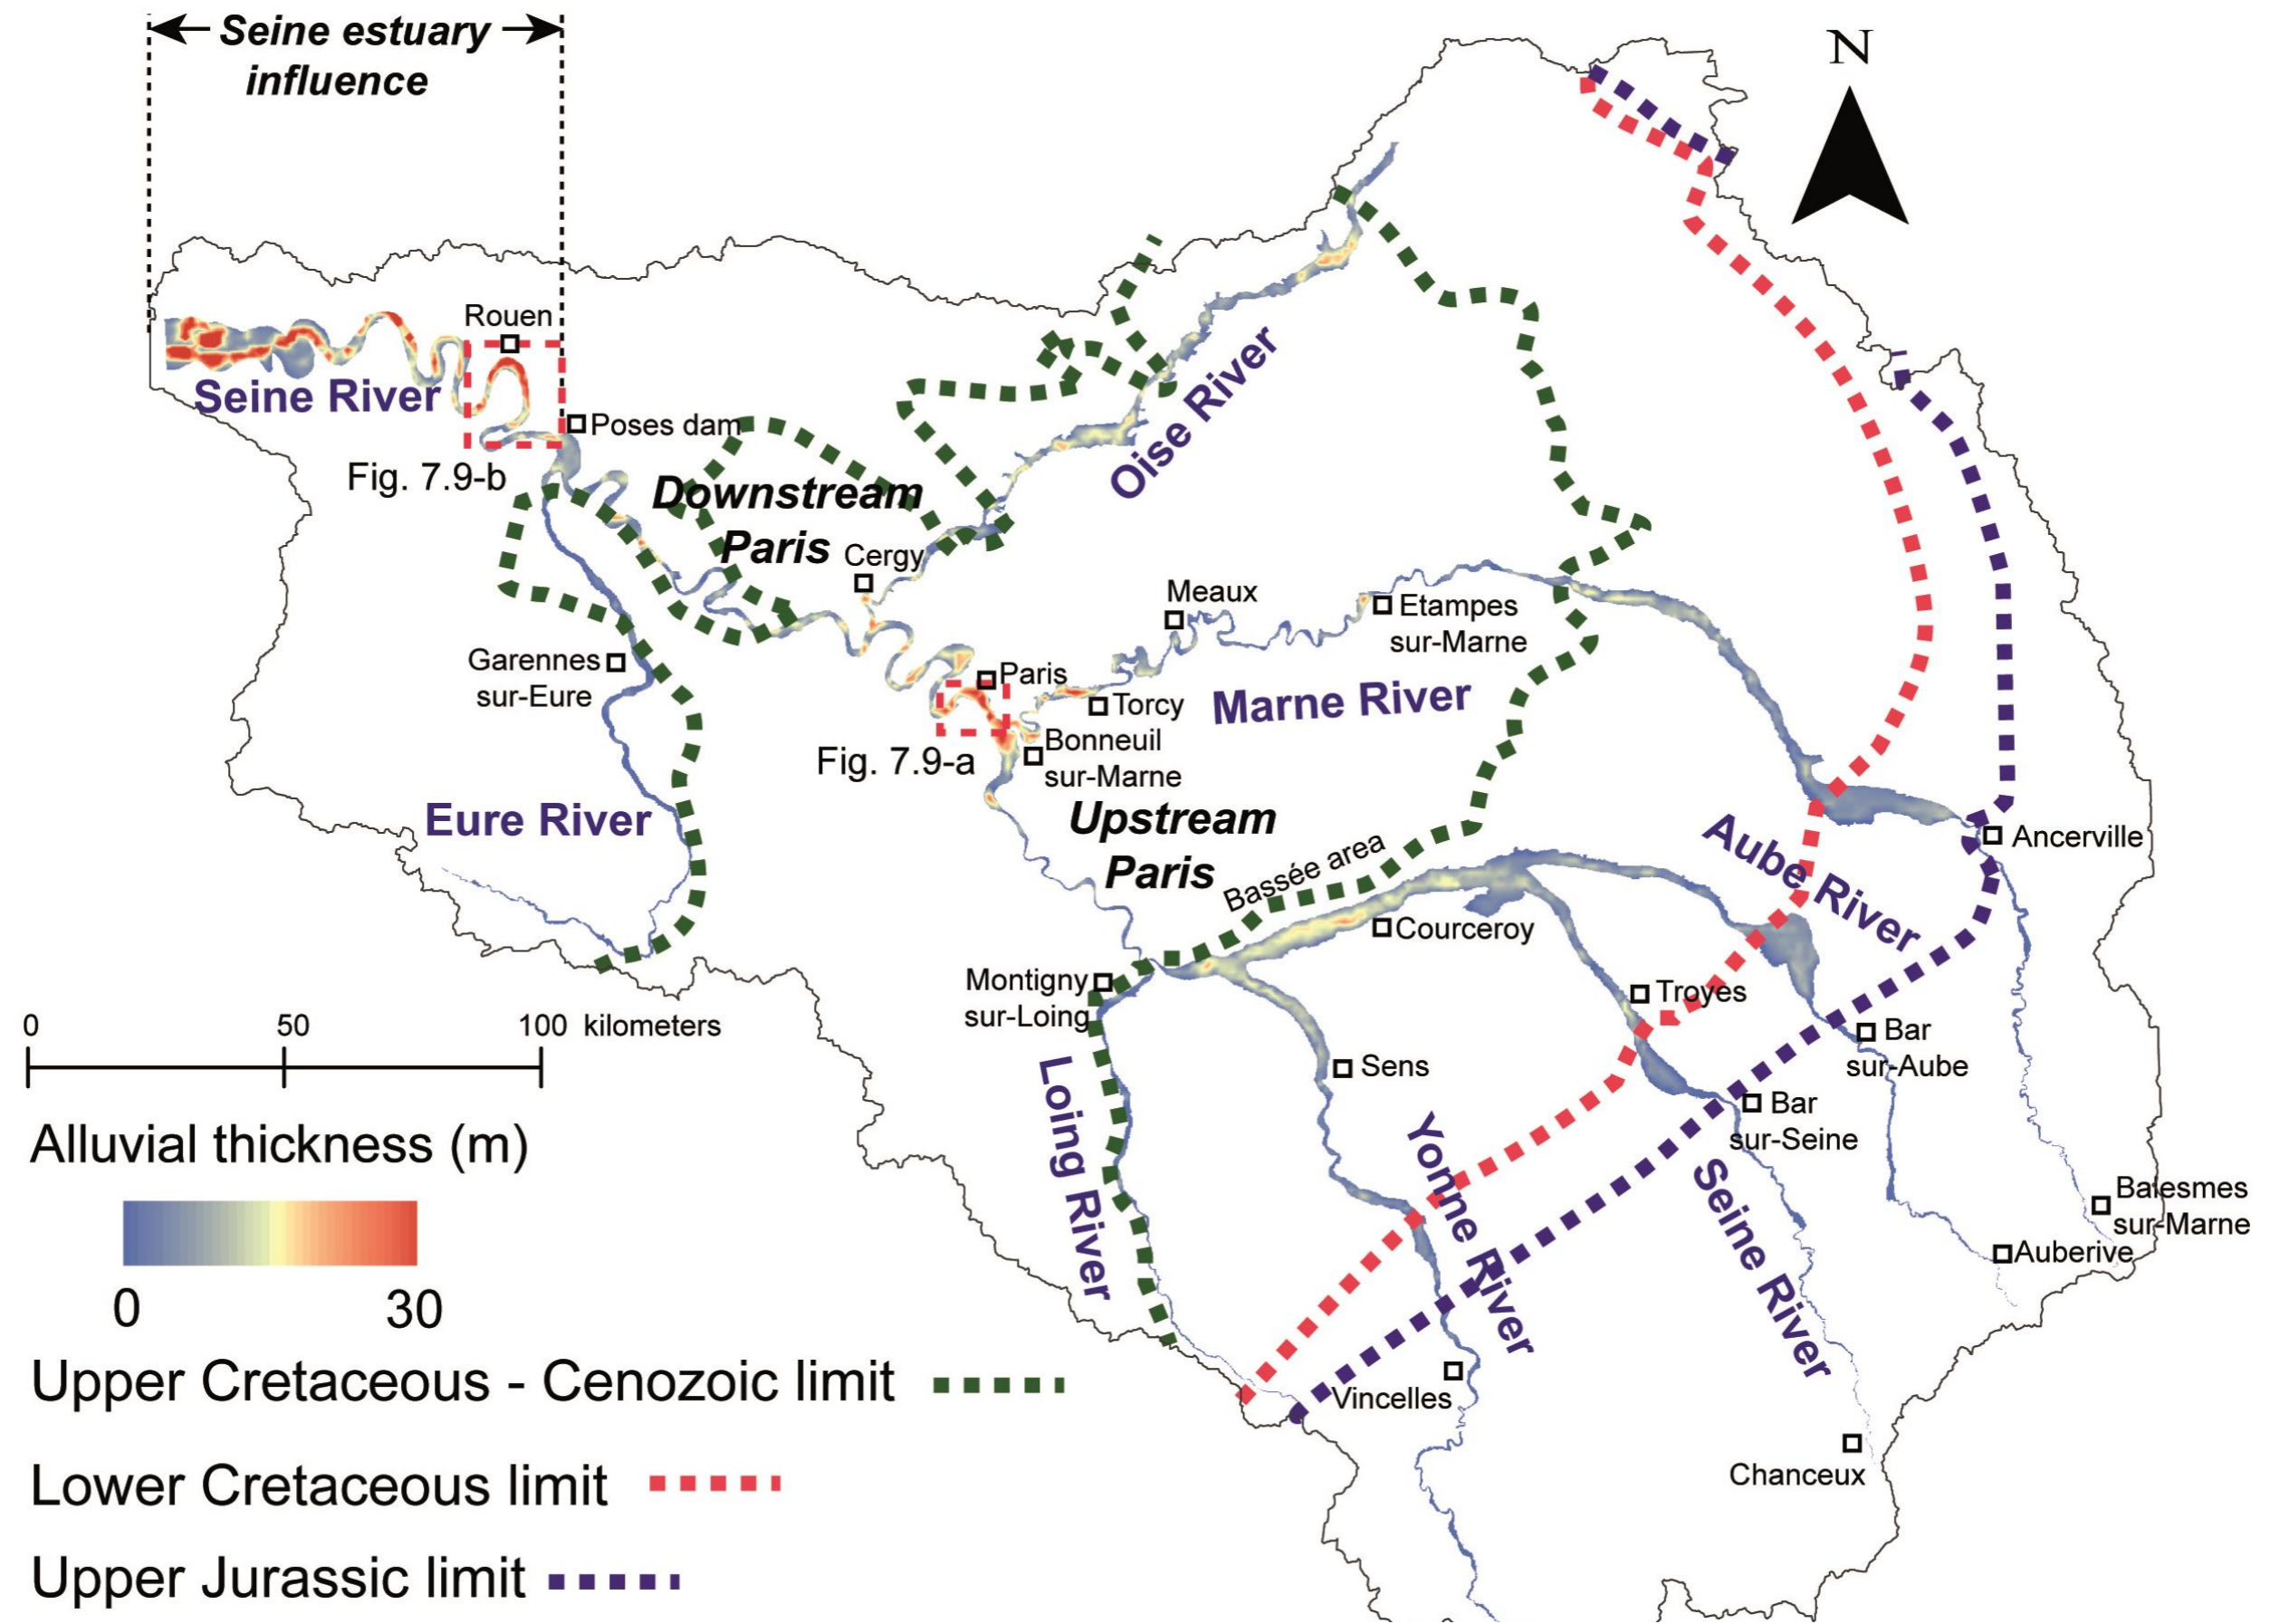 Seine estuary
influence
N
Rouen
Seine River
Poses dam
Fig. 7.9-b
Downstream
Paris
Oise River
Cergy
Meaux
Etampes
sur-Marne
Garennes
sur-Eure
Paris
Torcy
Marne River
Bonneuil
sur-Marne
Fig. 7.9-a
Eure River
Upstream
Paris
Bassée area
Aube River
Ancerville
Courceroy
Montigny
sur-Loing
Troyes
Bar
sur-Aube
Sens
Bar
sur-Seine
Loing River
Yonne River
Seine River
Balesmes
sur-Marne
Auberive
Vincelles
Chanceux
0 50 100 kilometers
Alluvial thickness (m)
0 30
Upper Cretaceous - Cenozoic limit
Lower Cretaceous limit
Upper Jurassic limit